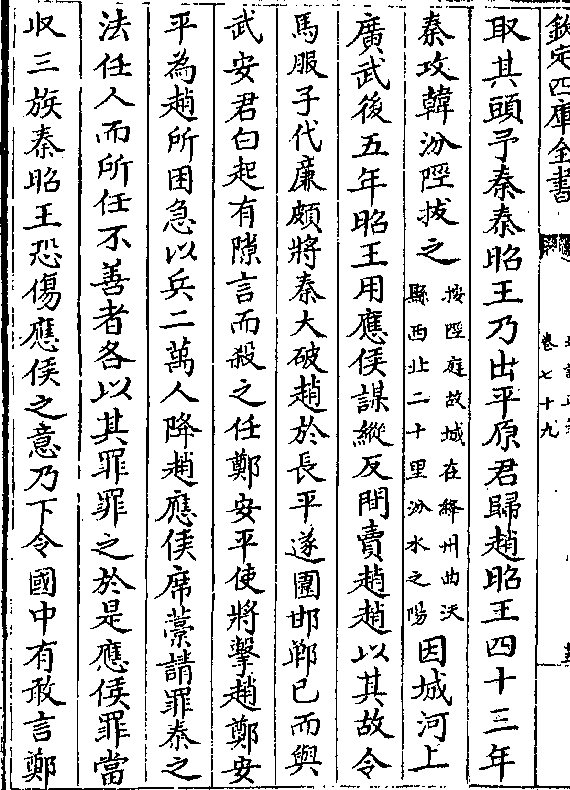 欽定四庫全書
卷七十九
取其頭予秦秦昭王乃出平原君歸趙昭王四十三年
秦攻韓汾陘拔之按陘庭故城在絳州曲沃縣西北二十里汾水之陽因城河上
廣武後五年昭王用應侯謀縱反間賣趙趙以其故令
馬服子代廉頗將秦大破趙於長平遂圍邯鄲已而與
武安君白起有隙言而殺之任鄭安平使將擊趙鄭安
平為趙所困急以兵二萬人降趙應侯席藁請罪秦之
法任人而所任不善者各以其罪罪之於是應侯罪當
收三族秦昭王恐傷應侯之意乃下令國中有敢言鄭